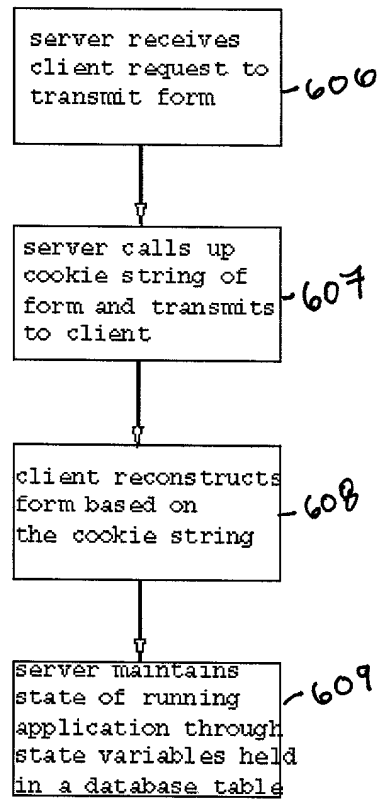 server receives
client request to
transmit form
606
server calls up
cookie string of
form and transmits
to client
607
client reconstructs
form based on
the cookie string
608
server maintains
state of running
application through
state variables held
in a database table
609